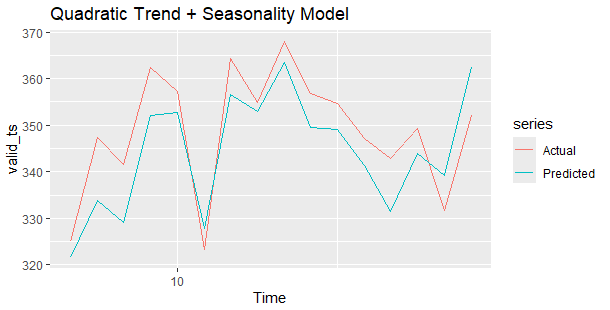 Quadratic Trend + Seasonality Model
370
360
350
340
330
320
valid_ts
10
Time
series
Actual
Predicted